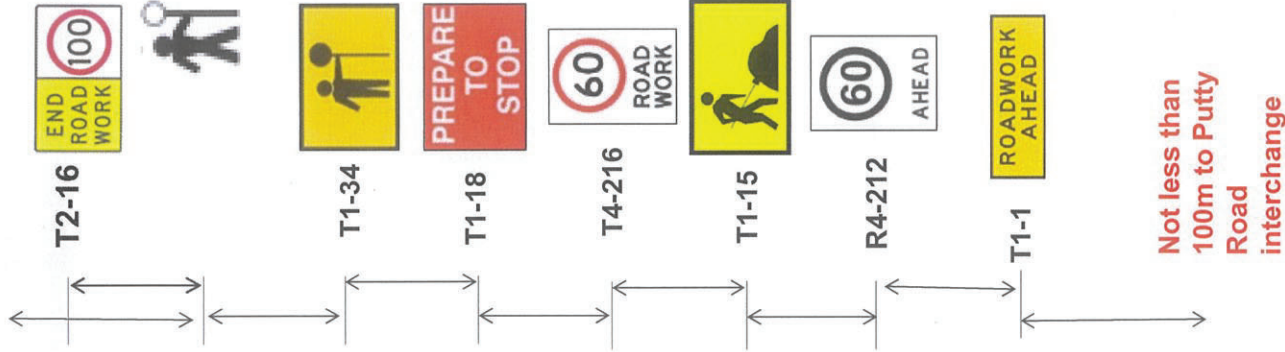 END
ROAD
WORK
100
T2-16
T1-34
PREPARE
TO
STOP
T1-18
60
ROAD
WORK
T4-216
T1-15
60
AHEAD
R4-212
ROADWORK
AHEAD
T1-1
Not less than
100m to Putty
Road
interchange